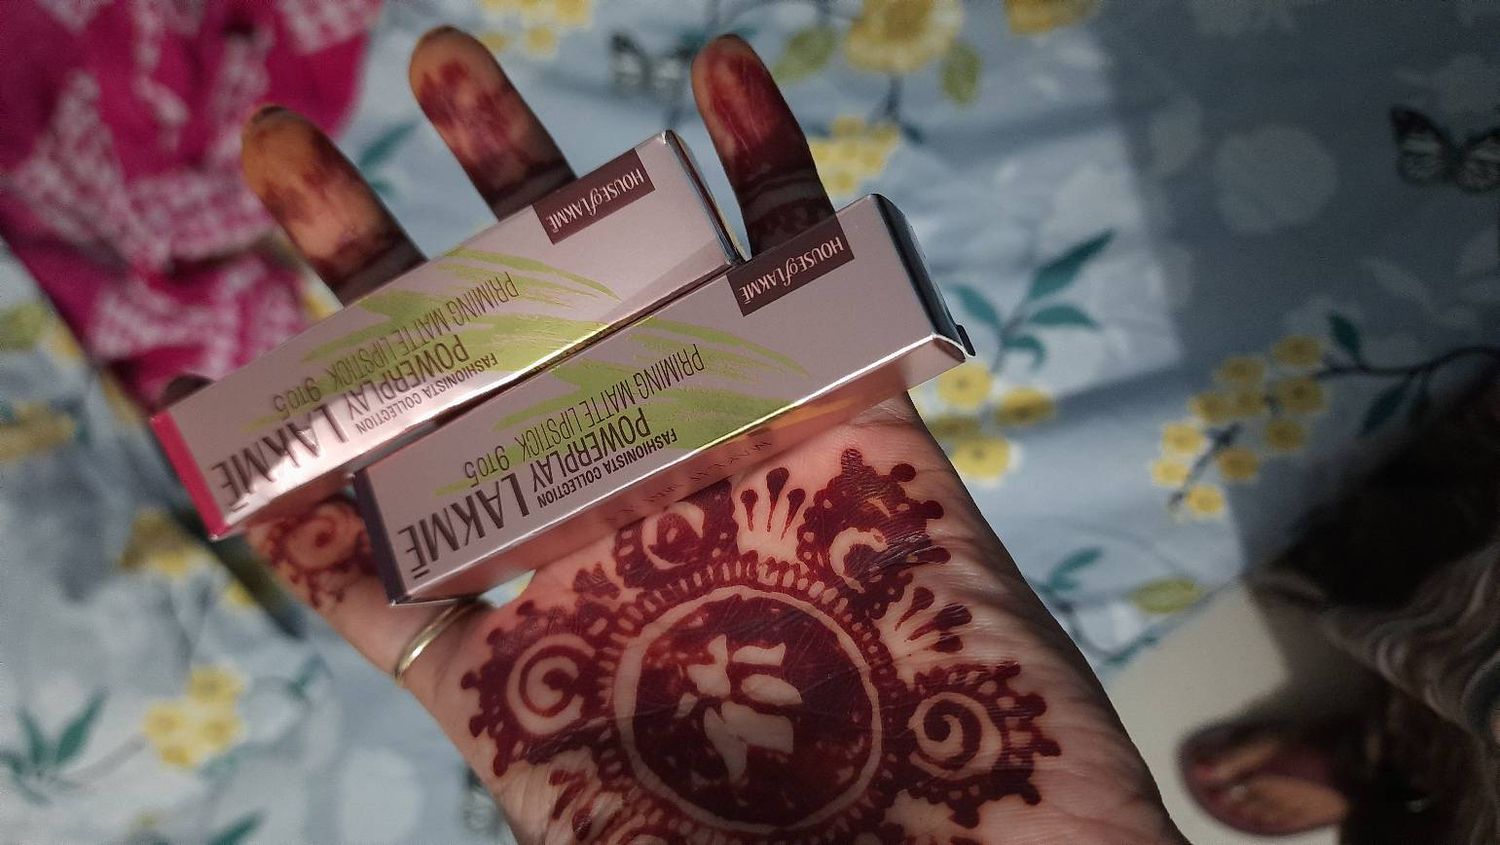 HOUSE of LAKMĒ
LAKMĒ
9TO5
FASHIONISTA COLLECTION
POWERPLAY
PRIMING MATTE LIPSTICK
HOUSE of LAKMĒ
LAKMĒ
9TO5
FASHIONISTA COLLECTION
POWERPLAY
PRIMING MATTE LIPSTICK